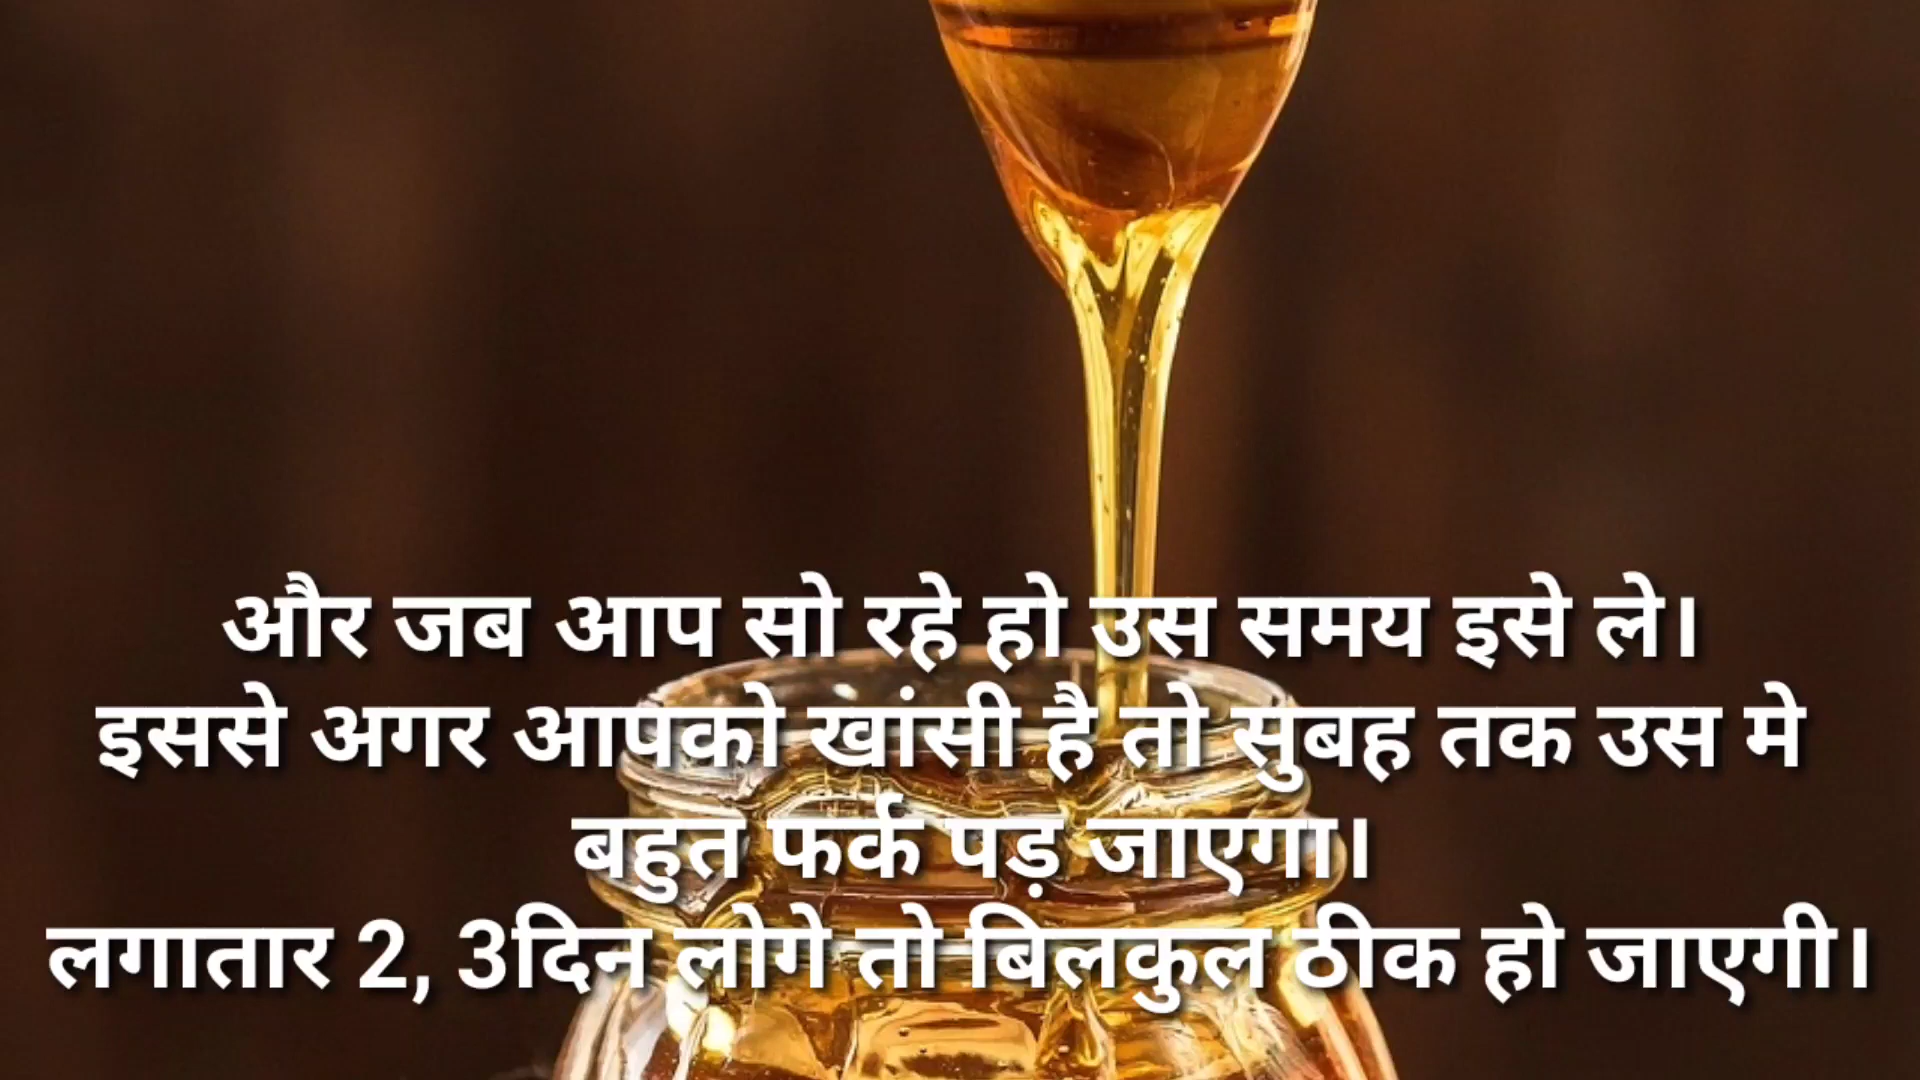 और जब आप सो रहे हो उस समय इसे ले।
इससे अगर आपको खांसी है तो सुबह तक उस मे
बहुत फर्क पड़ जाएगा।
लगातार 2, 3दिन लोगे तो बिलकुल ठीक हो जाएगी।